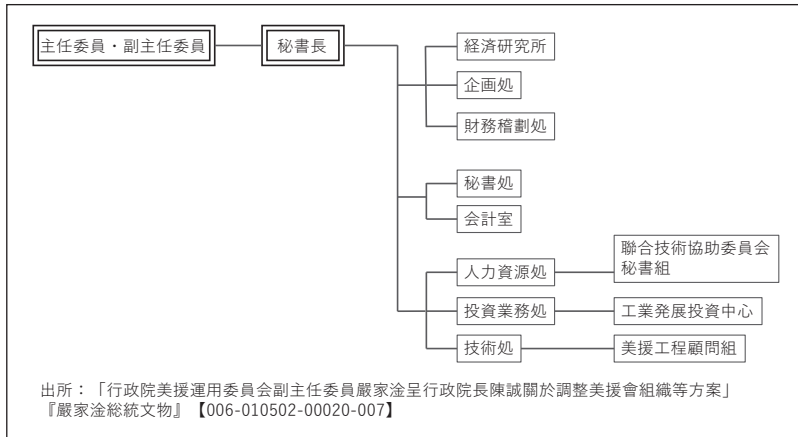 主任委員・副主任委員
秘書長
経済研究所
企画処
財務稽劃処
秘書処
会計室
人力資源処
聯合技術協助委員会
秘書組
投資業務処
工業発展投資中心
技術処
美援工程顧問組
出所：「行政院美援運用委員会副主任委員嚴家淦呈行政院長陳誠關於調整美援會組織等方案」
『嚴家淦総統文物』【006-010502-00020-007】